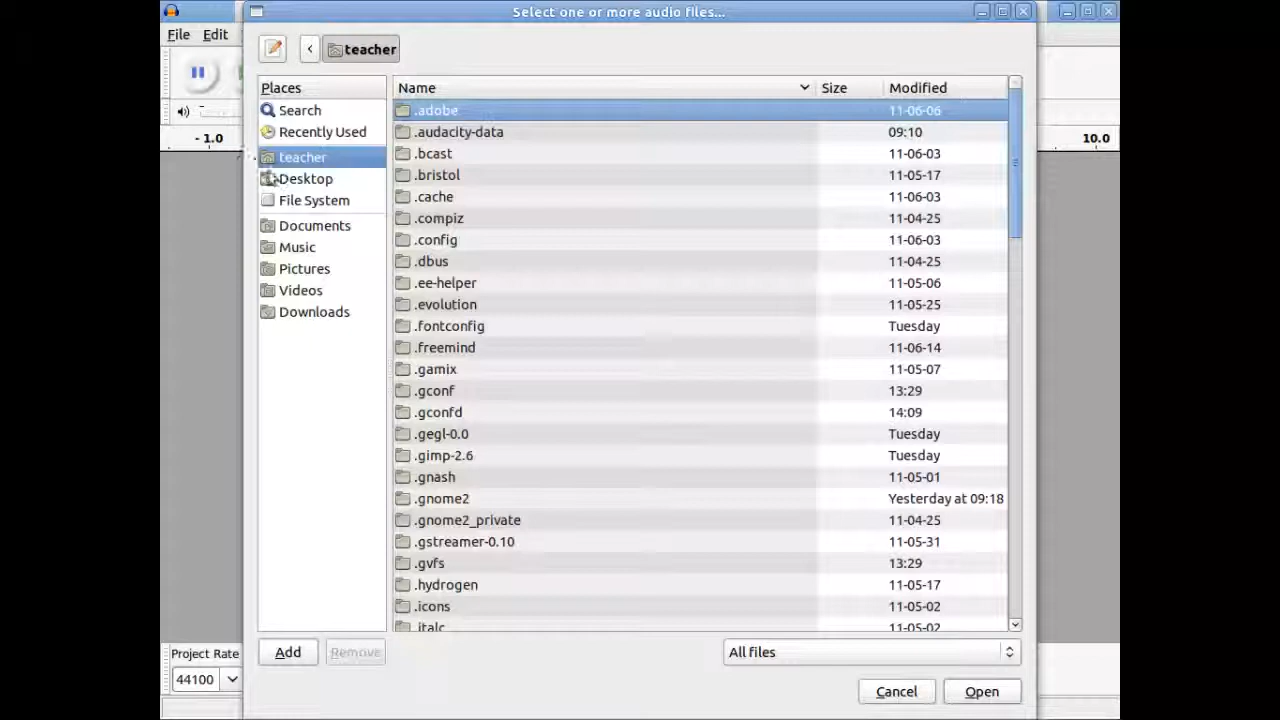 Select one or more audio files...
File Edit
teacher
Places
Name Size Modified
Search
Recently Used
teacher
Desktop
File System
Documents
Music
Pictures
Videos
Downloads
.adobe 11-06-06
.audacity-data 09:10
.bcast 11-06-03
.bristol 11-05-17
.cache 11-06-03
.compiz 11-04-25
.config 11-06-03
.dbus 11-04-25
.ee-helper 11-05-06
.evolution 11-05-25
.fontconfig Tuesday
.freemind 11-06-14
.gamix 11-05-07
.gconf 13:29
.gconfd 14:09
.gegl-0.0 Tuesday
.gimp-2.6 Tuesday
.gnash 11-05-01
.gnome2 Yesterday at 09:18
.gnome2_private 11-04-25
.gstreamer-0.10 11-05-31
.gvfs 13:29
.hydrogen 11-05-17
.icons 11-05-02
.italc 11-05-02
- 1.0
10.0
Add Remove All files
Project Rate
44100
Cancel Open